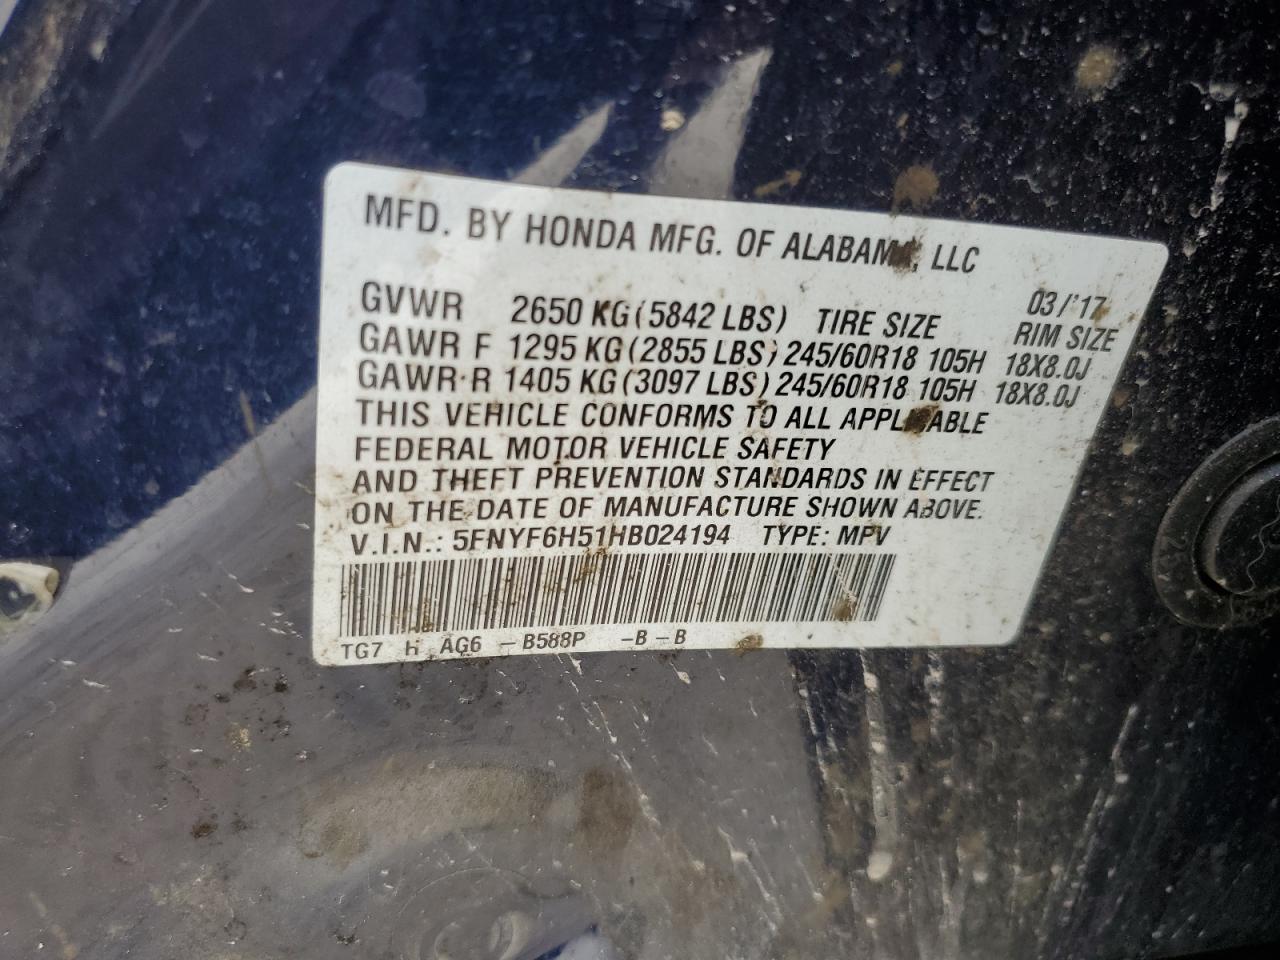 MFD. BY HONDA MFG. OF ALABAMA, LLC
03/'17
GVWR 2650 KG (5842 LBS) TIRE SIZE RIM SIZE
GAWR F 1295 KG (2855 LBS) 245/60R18 105H 18X8.0J
GAWR R 1405 KG (3097 LBS) 245/60R18 105H 18X8.0J
THIS VEHICLE CONFORMS TO ALL APPLICABLE
FEDERAL MOTOR VEHICLE SAFETY
AND THEFT PREVENTION STANDARDS IN EFFECT
ON THE DATE OF MANUFACTURE SHOWN ABOVE.
V.I.N.: 5FNYF6H51HB024194 TYPE: MPV
TG7 H AG6 - B588P -B - B